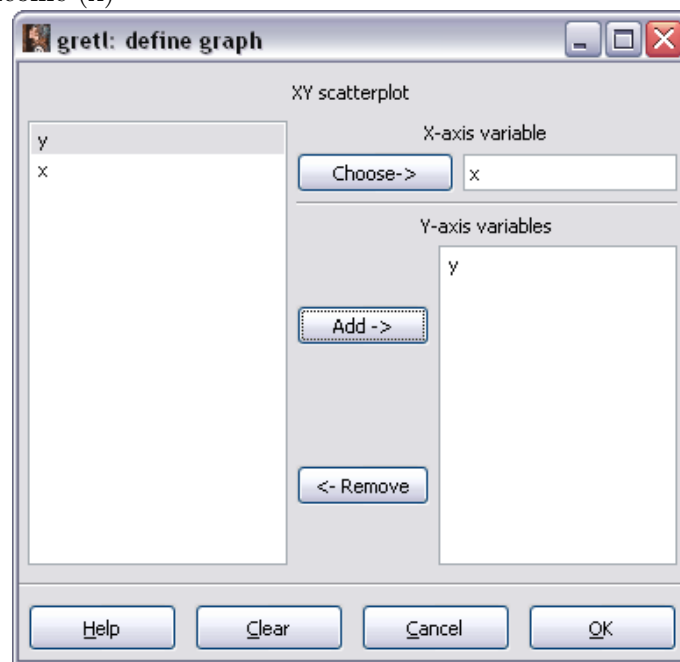 gretl: define graph
XY scatterplot
y
x
X-axis variable
Choose->
x
Y-axis variables
y
Add ->
<- Remove
Help
Clear
Cancel
OK